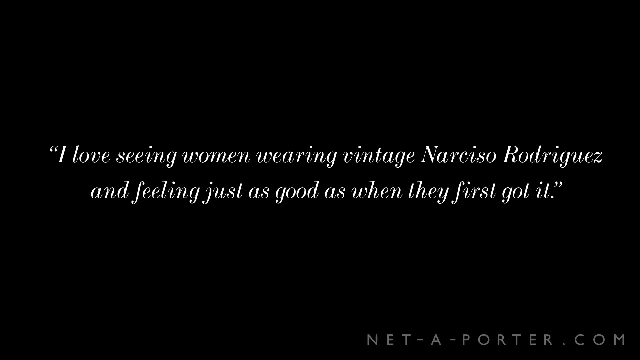 “I love seeing women wearing vintage Narciso Rodriguez
and feeling just as good as when they first got it.”
NET-A-PORTER.COM